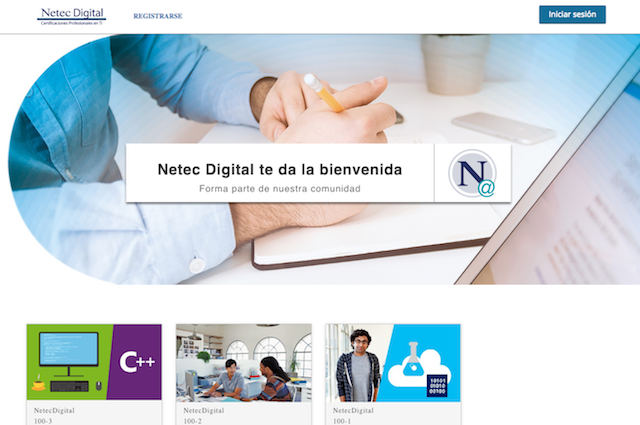 Netec Digital
Certificaciones Profesionales en TI
REGISTRARSE
Iniciar sesión
Netec Digital te da la bienvenida
Forma parte de nuestra comunidad
N
@
C++
10101
01010
00100
NetecDigital
100-3
NetecDigital
100-2
NetecDigital
100-1